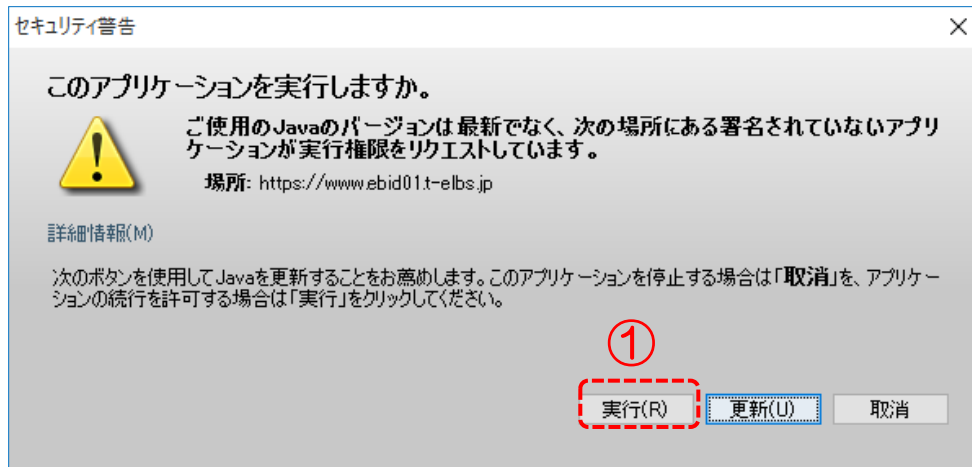 セキュリティ警告
このアプリケーションを実行しますか。
ご使用のJavaのバージョンは最新でなく、次の場所にある署名されていないアプリ
ケーションが実行権限をリクエストしています。
場所: https://www.ebid01.t-elbs.jp
詳細情報(M)
次のボタンを使用してJavaを更新することをお薦めします。このアプリケーションを停止する場合は「取消」を、アプリケー
ションの続行を許可する場合は「実行」をクリックしてください。
①
実行(R) 更新(U) 取消